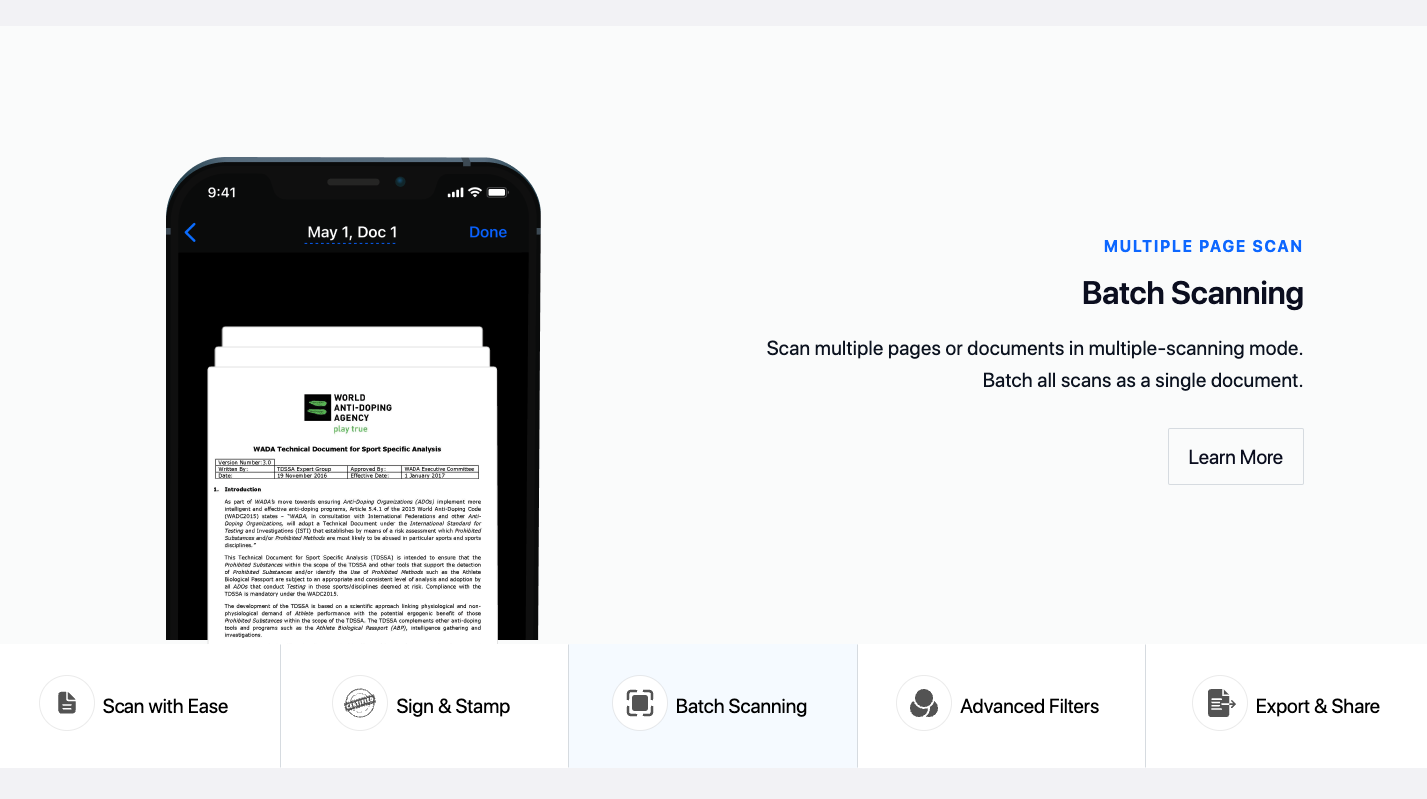 9:41
May 1, Doc 1
Done
WORLD
ANTI-DOPING
AGENCY
play true
WADA Technical Document for Sport Specific Analysis
Version Number: 3.0
Written By: TDSSA Expert Group Approved By: WADA Executive Committee
Date: 19 November 2016 Effective Date: 1 January 2017
1. Introduction
As part of WADA's move towards ensuring Anti-Doping Organizations (ADOs) implement more
intelligent and effective anti-doping programs, Article 5.4.1 of the 2015 World Anti-Doping Code
(WADC2015) states – "WADA, in consultation with International Federations and other Anti-
Doping Organizations, will adopt a Technical Document under the International Standard for
Testing and Investigations (ISTI) that establishes by means of a risk assessment which Prohibited
Substances and/or Prohibited Methods are most likely to be abused in particular sports and sports
disciplines."
This Technical Document for Sport Specific Analysis (TDSSA) is intended to ensure that the
Prohibited Substances within the scope of the TDSSA and other tools that support the detection
of Prohibited Substances and/or identify the Use of Prohibited Methods such as the Athlete
Biological Passport are subject to an appropriate and consistent level of analysis and adoption by
all ADOs that conduct Testing in those sports/disciplines deemed at risk. Compliance with the
TDSSA is mandatory under the WADC2015.
The development of the TDSSA is based on a scientific approach linking physiological and non-
physiological demand of Athlete performance with the potential ergogenic benefit of those
Prohibited Substances within the scope of the TDSSA. The TDSSA complements other anti-doping
tools and programs such as the Athlete Biological Passport (ABP), intelligence gathering and
investigations.
MULTIPLE PAGE SCAN
Batch Scanning
Scan multiple pages or documents in multiple-scanning mode.
Batch all scans as a single document.
Learn More
Scan with Ease
CERTIFIED
Sign & Stamp
Batch Scanning
Advanced Filters
Export & Share